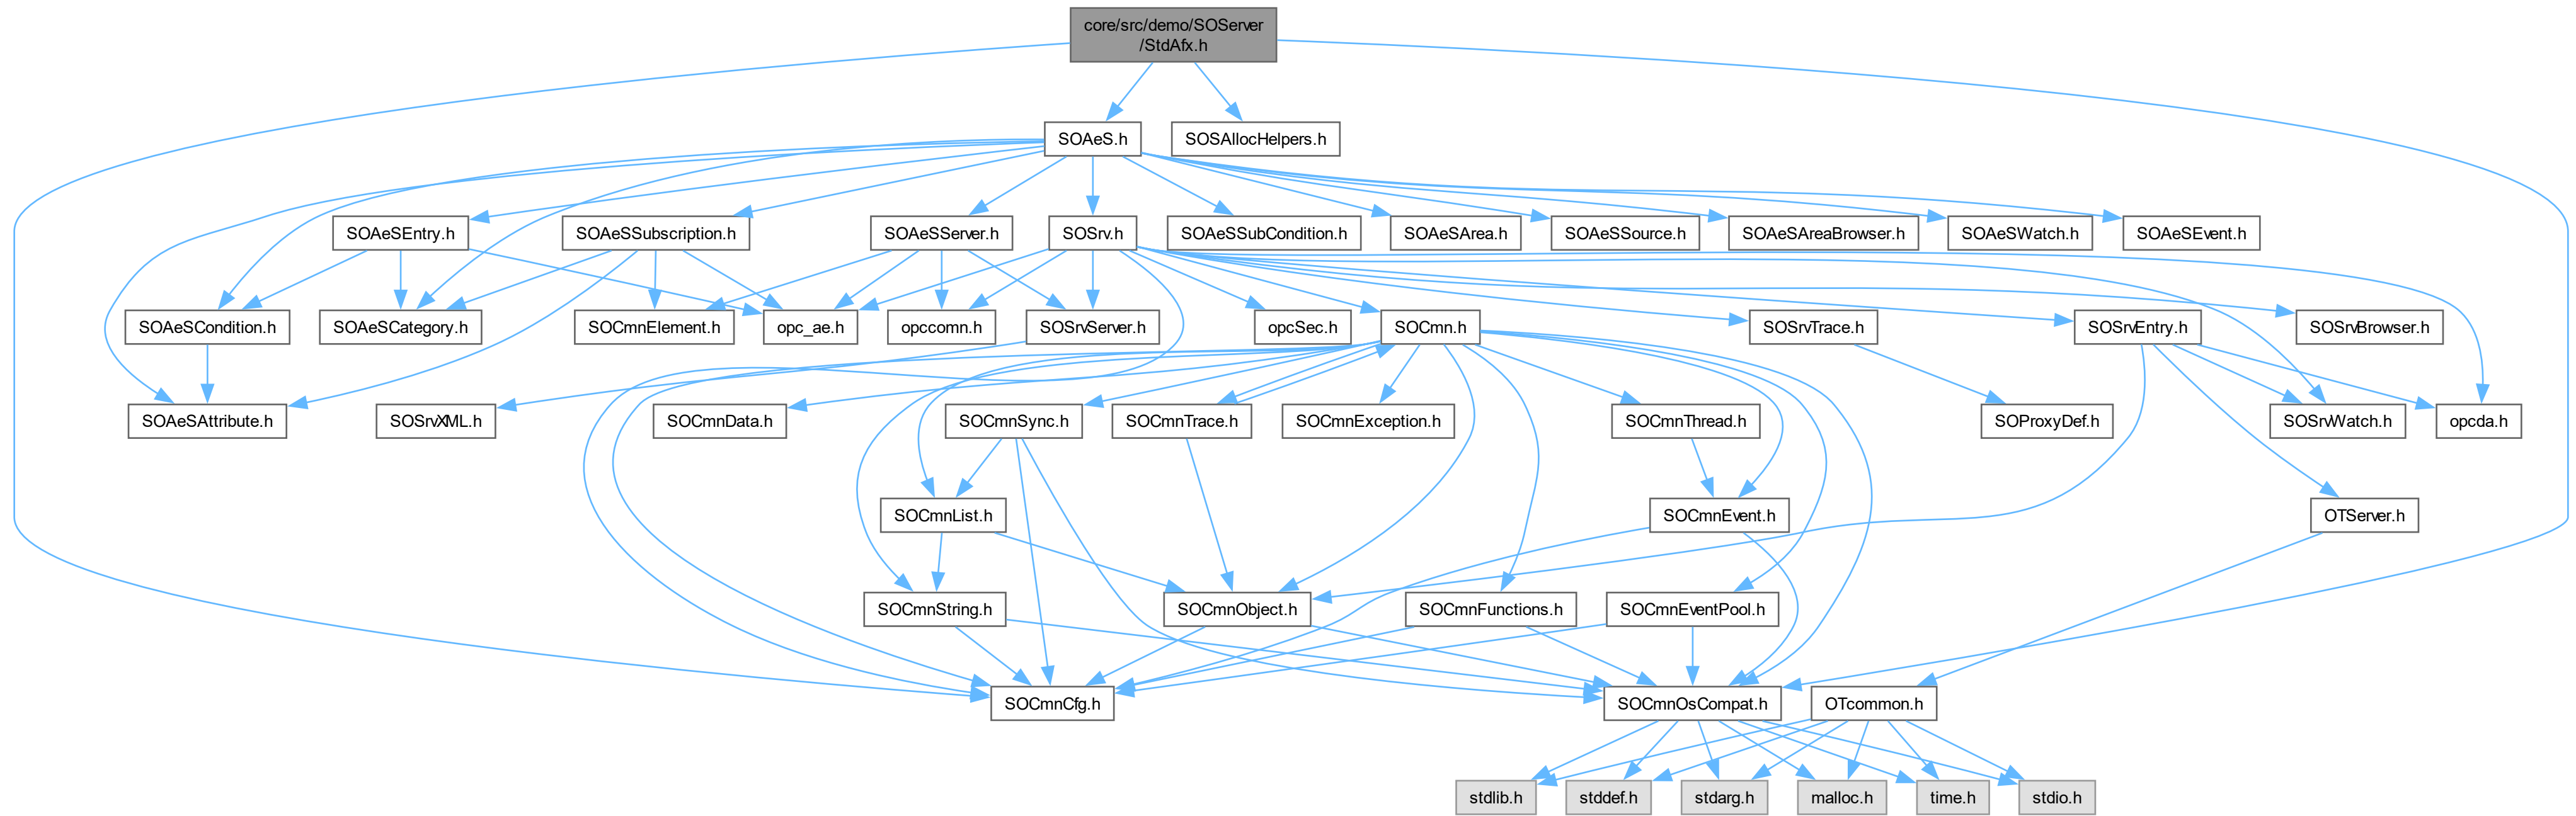 core/src/demo/SOServer
/StdAfx.h
SOAeS.h
SOSAllocHelpers.h
SOAeSEntry.h
SOAeSSubscription.h
SOAeSServer.h
SOSrv.h
SOAeSSubCondition.h
SOAeSArea.h
SOAeSSource.h
SOAeSAreaBrowser.h
SOAeSWatch.h
SOAeSEvent.h
SOAeSCondition.h
SOAeSCategory.h
SOCmnElement.h
opc_ae.h
opccomn.h
SOSrvServer.h
opcSec.h
SOCmn.h
SOSrvTrace.h
SOSrvEntry.h
SOSrvBrowser.h
SOAeSAttribute.h
SOSrvXML.h
SOCmnData.h
SOCmnSync.h
SOCmnTrace.h
SOCmnException.h
SOCmnThread.h
SOProxyDef.h
SOSrvWatch.h
opcda.h
SOCmnList.h
SOCmnEvent.h
OTServer.h
SOCmnString.h
SOCmnObject.h
SOCmnFunctions.h
SOCmnEventPool.h
SOCmnCfg.h
SOCmnOsCompat.h
OTcommon.h
stdlib.h
stddef.h
stdarg.h
malloc.h
time.h
stdio.h